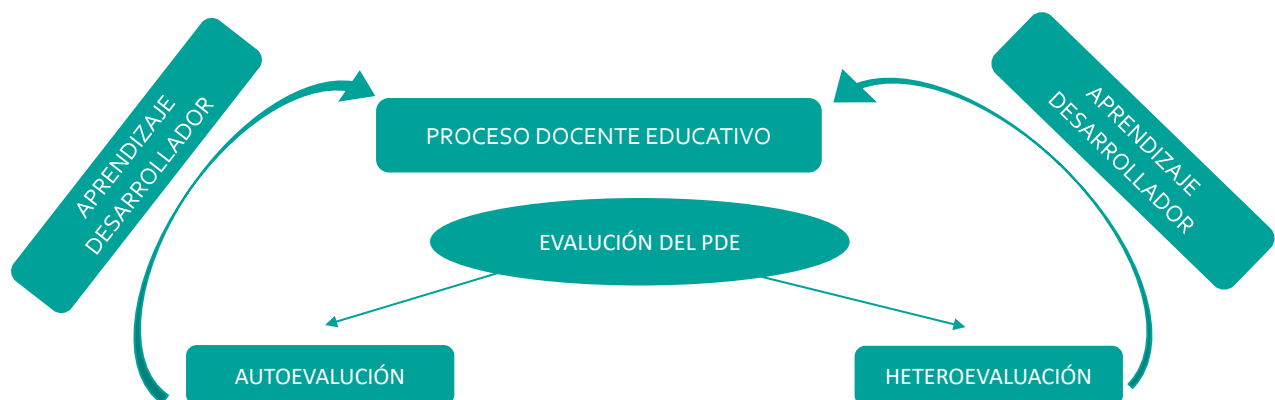 APRENDIZAJE
DESARROLLADOR
APRENDIZAJE
DESARROLLADOR
PROCESO DOCENTE EDUCATIVO
EVALUCIÓN DEL PDE
AUTOEVALUCIÓN
HETEROEVALUACIÓN